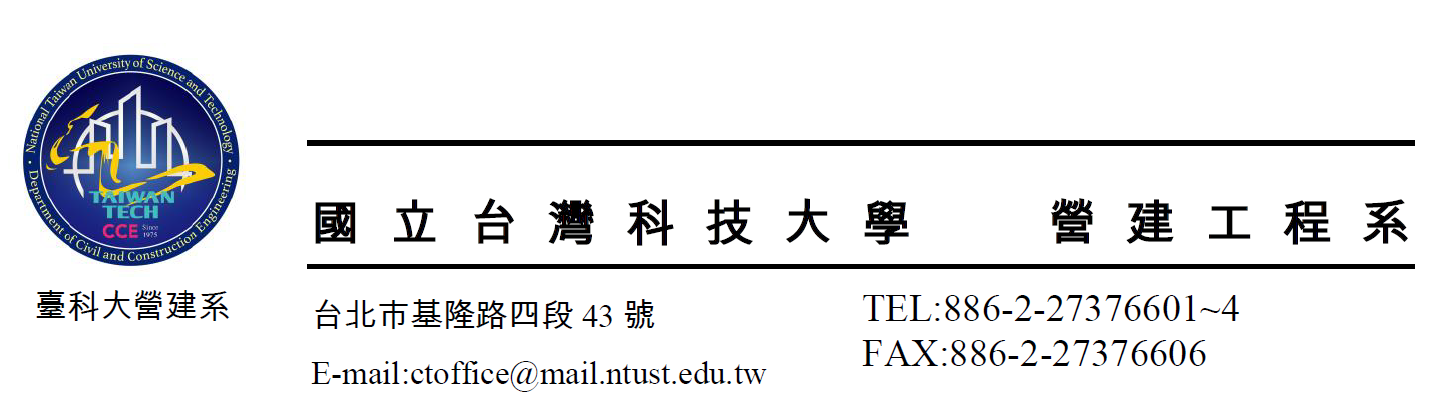 National Taiwan University of Science and Technology
Department of Civil and Construction Engineering
TAIWAN
TECH
CCE Since 1975
臺科大營建系
國立台灣科技大學 營建工程系
台北市基隆路四段 43 號
E-mail:ctoffice@mail.ntust.edu.tw
TEL:886-2-27376601~4
FAX:886-2-27376606